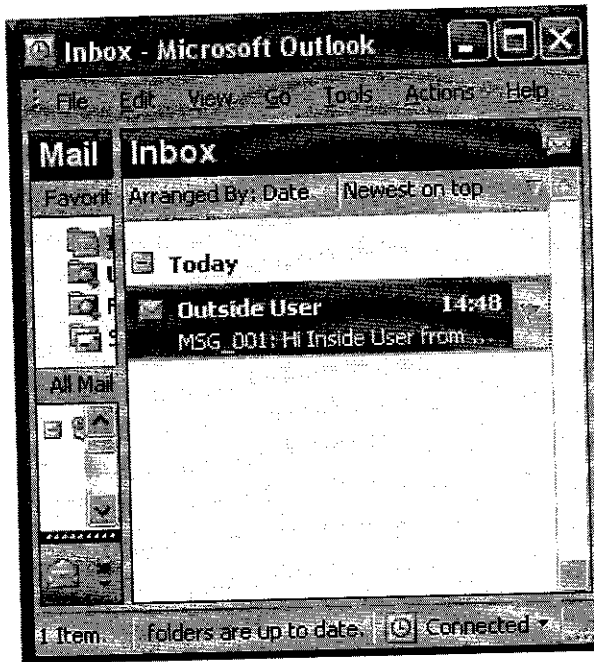 Inbox - Microsoft Outlook
File Edit View Go Tools Actions Help
Mail Inbox
Favorit Arranged By: Date Newest on top
Today
Outside User 14:48
MSG_001: Hi Inside User from ...
All Mail
1 Item. folders are up to date. Connected